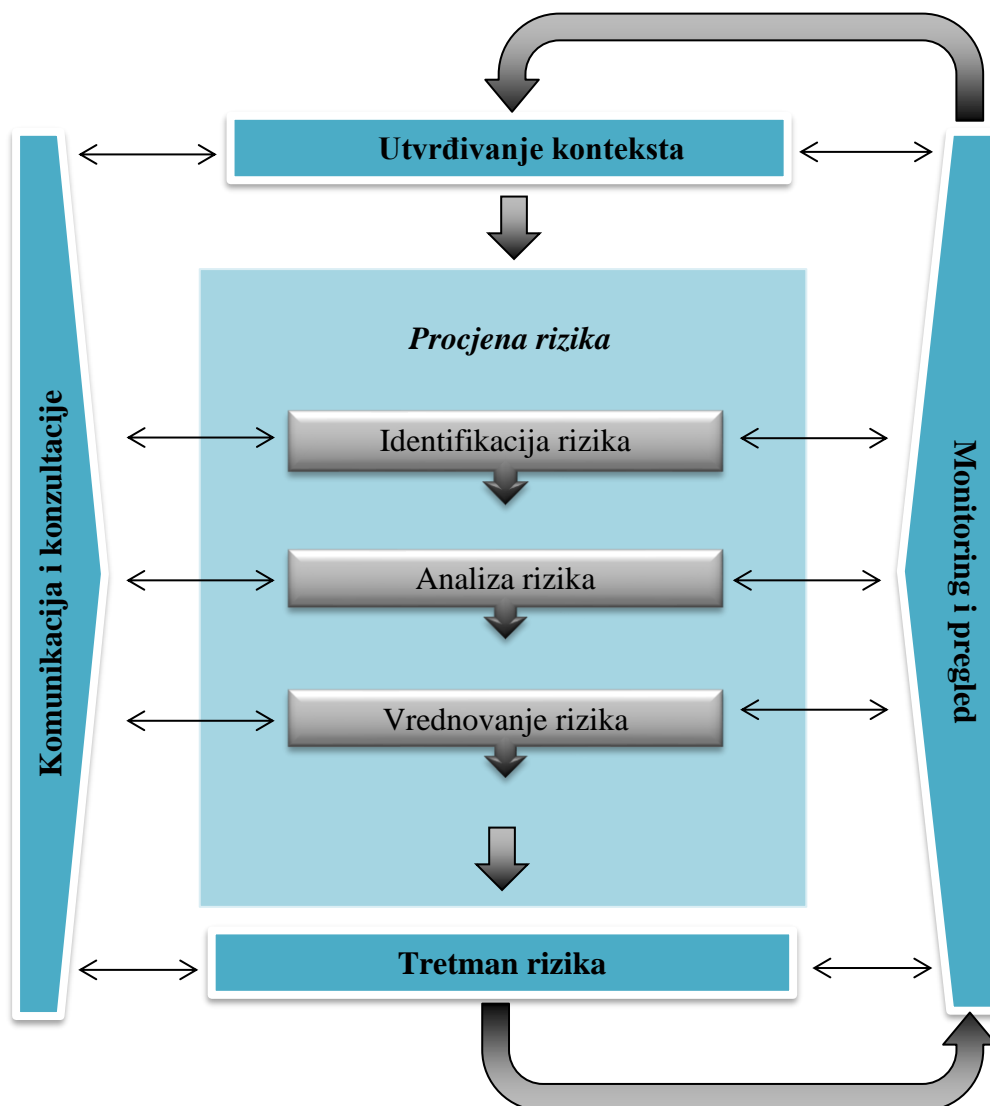 Utvrđivanje konteksta
Procjena rizika
Identifikacija rizika
Analiza rizika
Vrednovanje rizika
Tretman rizika
Komunikacija i konzultacije
Monitoring i pregled